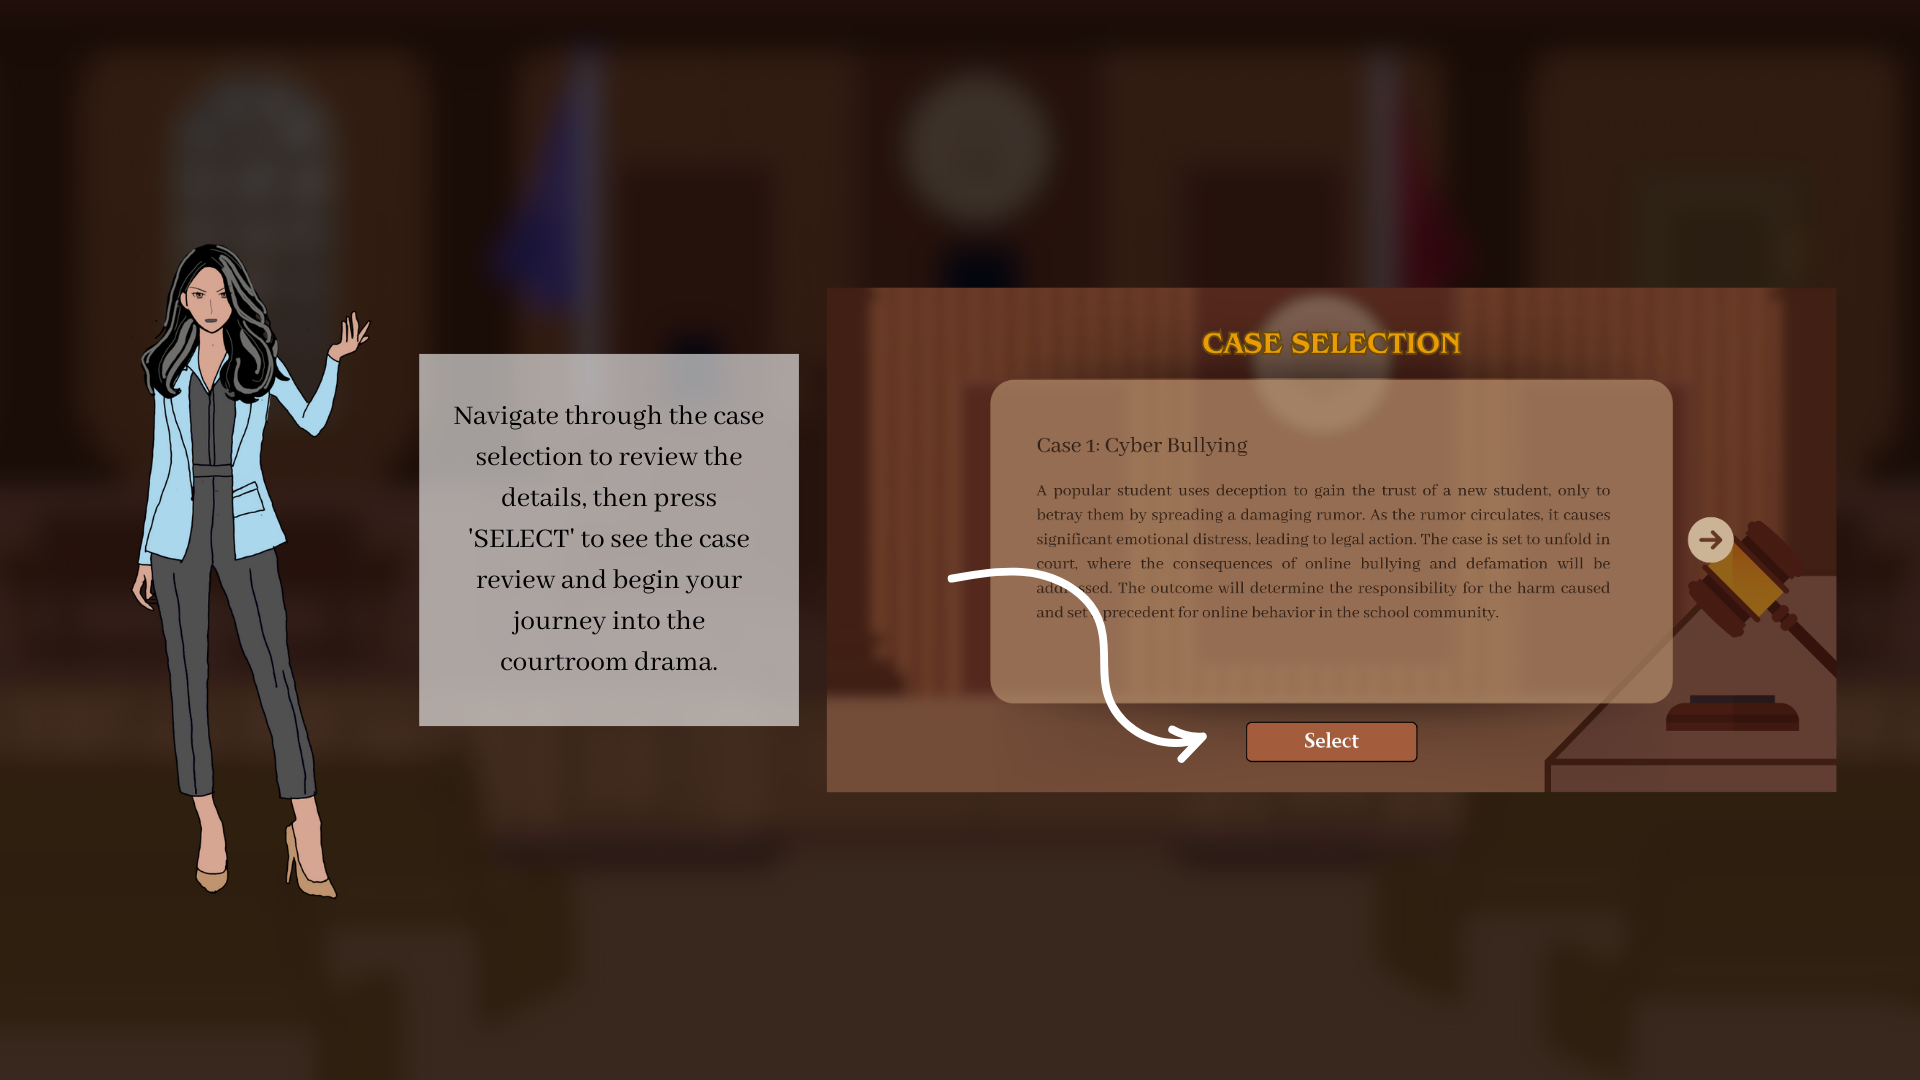 Navigate through the case
selection to review the
details, then press
'SELECT' to see the case
review and begin your
journey into the
courtroom drama.
CASE SELECTION
Case 1: Cyber Bullying
A popular student uses deception to gain the trust of a new student, only to
betray them by spreading a damaging rumor. As the rumor circulates, it causes
significant emotional distress, leading to legal action. The case is set to unfold in
court, where the consequences of online bullying and defamation will be
addressed. The outcome will determine the responsibility for the harm caused
and set precedent for online behavior in the school community.
Select